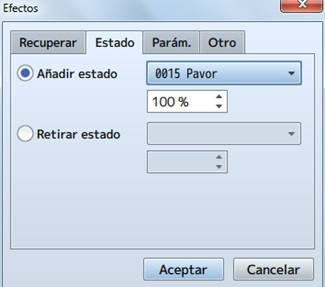 Efectos
Recuperar Estado Parám. Otro
Añadir estado 0015 Pavor
100 %
Retirar estado
Aceptar Cancelar